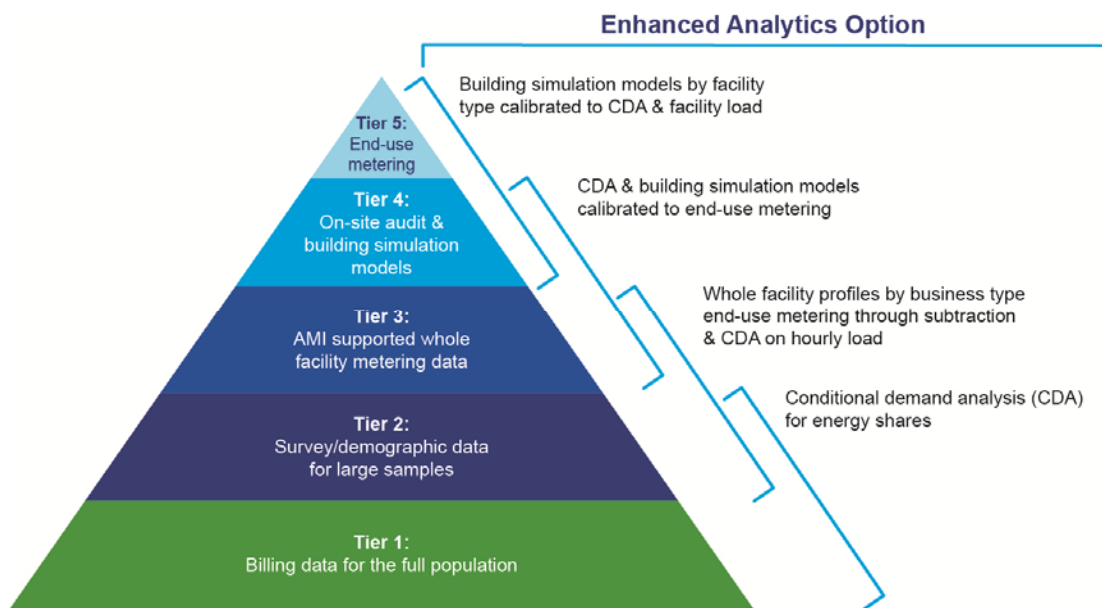 Enhanced Analytics Option
Building simulation models by facility
type calibrated to CDA & facility load
Tier 5:
End-use
metering
CDA & building simulation models
calibrated to end-use metering
Tier 4:
On-site audit &
building simulation
models
Whole facility profiles by business type
end-use metering through subtraction
& CDA on hourly load
Tier 3:
AMI supported whole
facility metering data
Conditional demand analysis (CDA)
for energy shares
Tier 2:
Survey/demographic data
for large samples
Tier 1:
Billing data for the full population